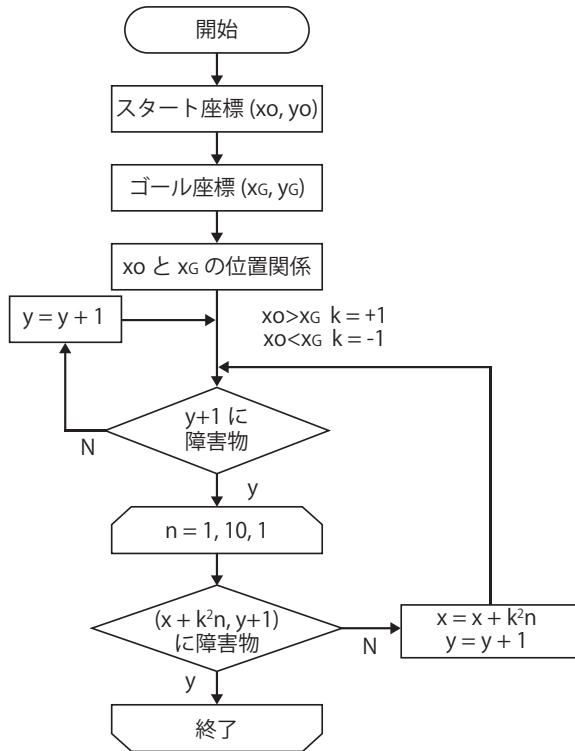 開始
スタート座標 (xo, yo)
ゴール座標 (xG, yG)
xo と xG の位置関係
y = y + 1
xo>xG k = +1
xo<xG k = -1
y+1 に
障害物
N
y
n = 1, 10, 1
(x + k²n, y+1)
に障害物
N
x = x + k²n
y = y + 1
y
終了